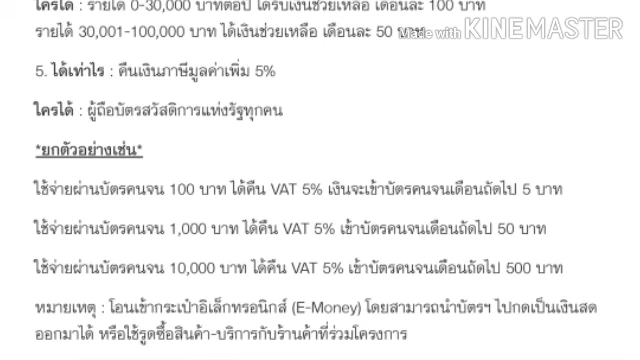 ใครได้ : รายได้ 0-30,000 บาทต่อปี ได้รับเงินช่วยเหลือ เดือนละ 100 บาท
รายได้ 30,001-100,000 บาท ได้เงินช่วยเหลือ เดือนละ 50 บาท
Made with KINEMASTER
5. ได้เท่าไร : คืนเงินภาษีมูลค่าเพิ่ม 5%
ใครได้ : ผู้ถือบัตรสวัสดิการแห่งรัฐทุกคน
*ยกตัวอย่างเช่น*
ใช้จ่ายผ่านบัตรคนจน 100 บาท ได้คืน VAT 5% เงินจะเข้าบัตรคนจนเดือนถัดไป 5 บาท
ใช้จ่ายผ่านบัตรคนจน 1,000 บาท ได้คืน VAT 5% เข้าบัตรคนจนเดือนถัดไป 50 บาท
ใช้จ่ายผ่านบัตรคนจน 10,000 บาท ได้คืน VAT 5% เข้าบัตรคนจนเดือนถัดไป 500 บาท
หมายเหตุ : โอนเข้ากระเป๋าอิเล็กทรอนิกส์ (E-Money) โดยสามารถนำบัตรฯ ไปกดเป็นเงินสด
ออกมาได้ หรือใช้รูดซื้อสินค้า-บริการกับร้านค้าที่ร่วมโครงการ